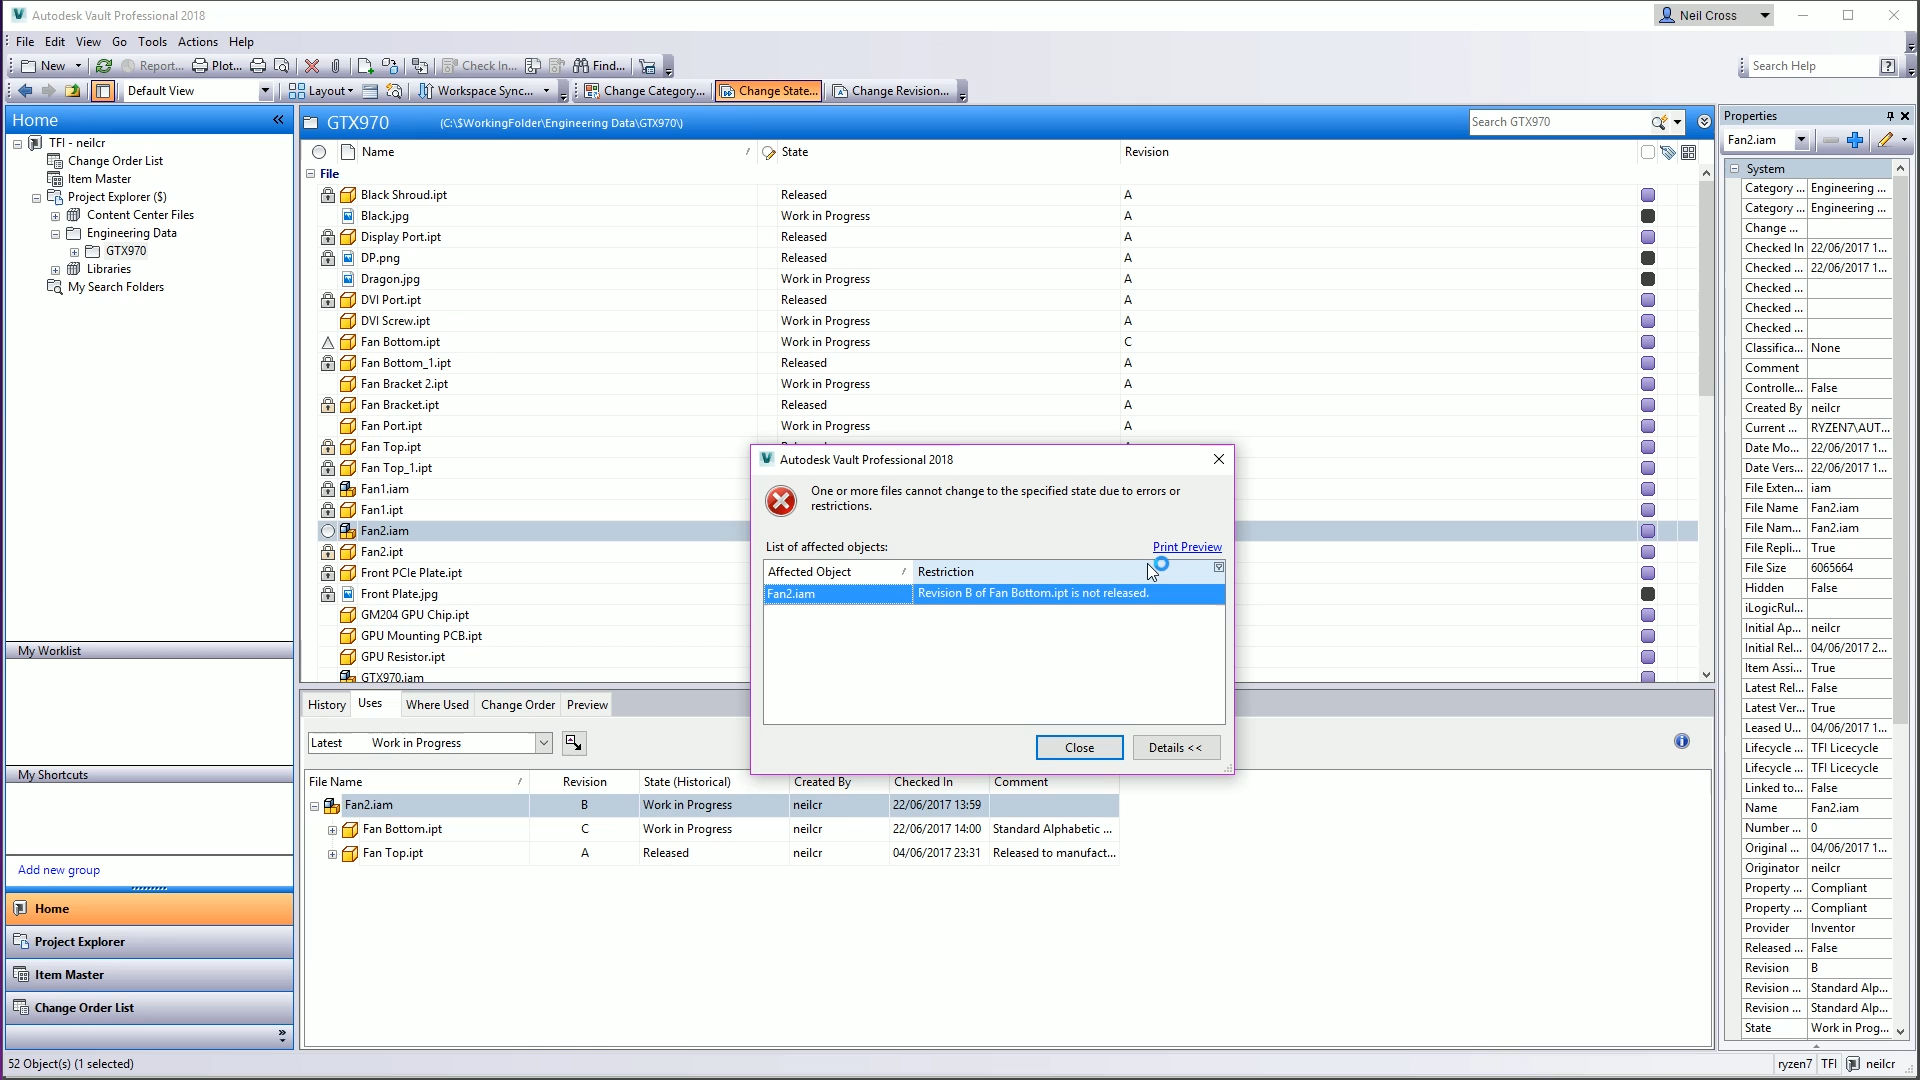 Autodesk Vault Professional 2018
Neil Cross
File Edit View Go Tools Actions Help
New Report... Plot... Check In... Find...
Search Help
Default View Layout Workspace Sync... Change Category... Change State... Change Revision...
Home
TFI - neilcr
Change Order List
Item Master
Project Explorer ($)
Content Center Files
Engineering Data
GTX970
Libraries
My Search Folders
My Worklist
My Shortcuts
Add new group
Home
Project Explorer
Item Master
Change Order List
GTX970 (C:\$WorkingFolder\Engineering Data\GTX970\)
Search GTX970
Name State Revision
File
Black Shroud.ipt Released A
Black.jpg Work in Progress A
Display Port.ipt Released A
DP.png Released A
Dragon.jpg Work in Progress A
DVI Port.ipt Released A
DVI Screw.ipt Work in Progress A
Fan Bottom.ipt Work in Progress C
Fan Bottom_1.ipt Released A
Fan Bracket 2.ipt Work in Progress A
Fan Bracket.ipt Released A
Fan Port.ipt Work in Progress A
Fan Top.ipt
Fan Top_1.ipt
Fan1.iam
Fan1.ipt
Fan2.iam
Fan2.ipt
Front PCIe Plate.ipt
Front Plate.jpg
GM204 GPU Chip.ipt
GPU Mounting PCB.ipt
GPU Resistor.ipt
GTX970.iam
Autodesk Vault Professional 2018
One or more files cannot change to the specified state due to errors or
restrictions.
List of affected objects: Print Preview
Affected Object Restriction
Fan2.iam Revision B of Fan Bottom.ipt is not released.
Close Details <<
History Uses Where Used Change Order Preview
Latest Work in Progress
File Name Revision State (Historical) Created By Checked In Comment
Fan2.iam B Work in Progress neilcr 22/06/2017 13:59
Fan Bottom.ipt C Work in Progress neilcr 22/06/2017 14:00 Standard Alphabetic ...
Fan Top.ipt A Released neilcr 04/06/2017 23:31 Released to manufact...
Properties
Fan2.iam
System
Category ... Engineering ...
Category ... Engineering ...
Change ...
Checked In 22/06/2017 1...
Checked ... 22/06/2017 1...
Checked ...
Checked ...
Checked ...
Classifica... None
Comment
Controlle... False
Created By neilcr
Current ... RYZEN7\AUT...
Date Mo... 22/06/2017 1...
Date Vers... 22/06/2017 1...
File Exten... iam
File Name Fan2.iam
File Nam... Fan2.iam
File Repli... True
File Size 6065664
Hidden False
iLogicRul...
Initial Ap... neilcr
Initial Rel... 04/06/2017 2...
Item Assi... True
Latest Rel... False
Latest Ver... True
Leased U... 04/06/2017 1...
Lifecycle ... TFI Licecycle
Lifecycle ... TFI Licecycle
Linked to... False
Name Fan2.iam
Number ... 0
Original ... 04/06/2017 1...
Originator neilcr
Property ... Compliant
Property ... Compliant
Provider Inventor
Released ... False
Revision B
Revision ... Standard Alp...
Revision ... Standard Alp...
State Work in Prog...
52 Object(s) (1 selected)
ryzen7 TFI neilcr